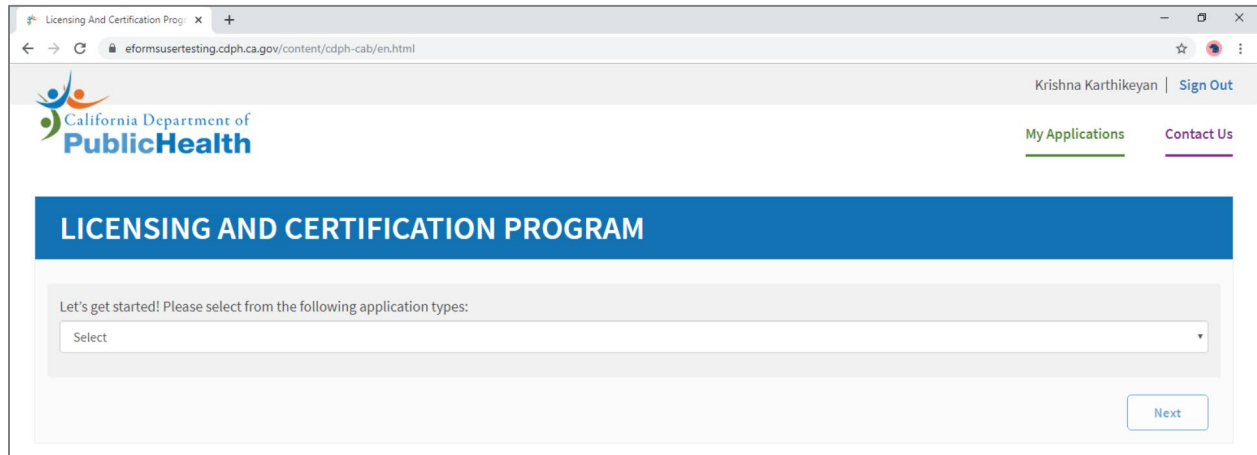 Licensing And Certification Prog
eformsusertesting.cdph.ca.gov/content/cdph-cab/en.html
Krishna Karthikeyan | Sign Out
California Department of
PublicHealth
My Applications Contact Us
LICENSING AND CERTIFICATION PROGRAM
Let's get started! Please select from the following application types:
Select
Next